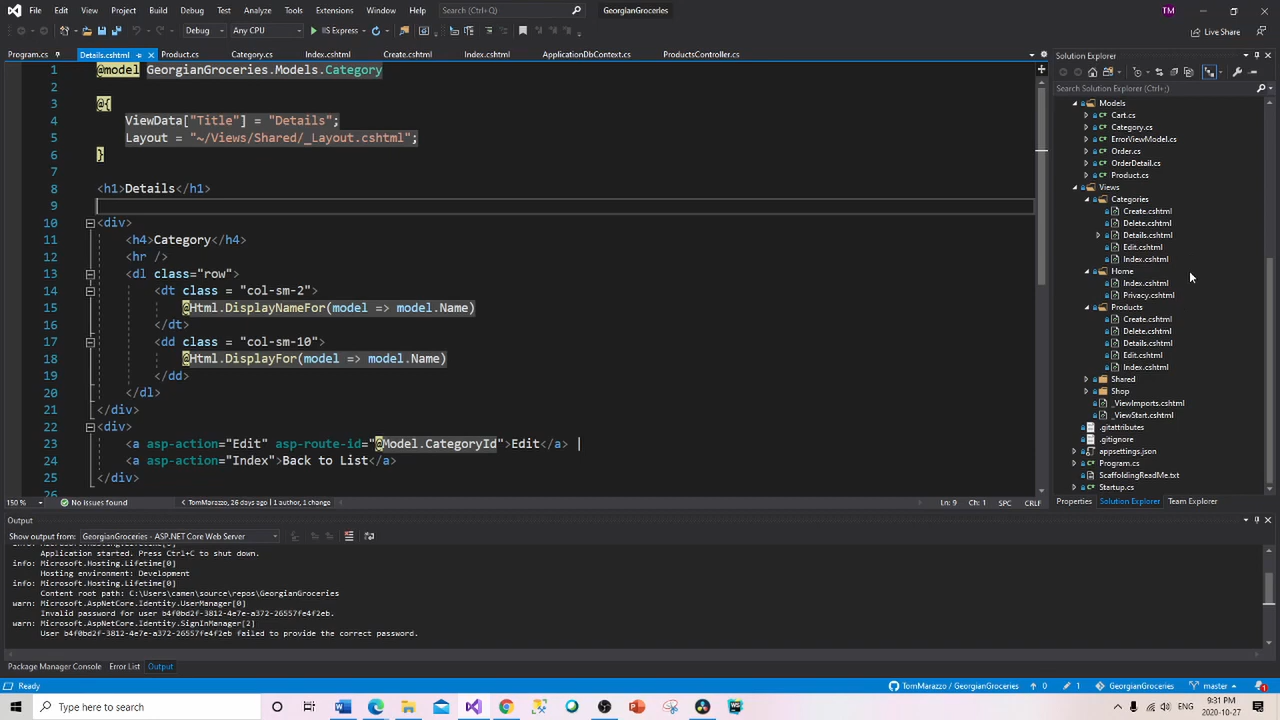 File Edit View Project Build Debug Test Analyze Tools Extensions Window Help Search (Ctrl+Q) GeorgianGroceries TM
Debug Any CPU IIS Express Live Share
Program.cs Details.cshtml Product.cs Category.cs Index.cshtml Create.cshtml Index.cshtml ApplicationDbContext.cs ProductsController.cs
1 @model GeorgianGroceries.Models.Category
2
3 @{
4 ViewData["Title"] = "Details";
5 Layout = "~/Views/Shared/_Layout.cshtml";
6 }
7
8 <h1>Details</h1>
9
10 <div>
11 <h4>Category</h4>
12 <hr />
13 <dl class="row">
14 <dt class = "col-sm-2">
15 @Html.DisplayNameFor(model => model.Name)
16 </dt>
17 <dd class = "col-sm-10">
18 @Html.DisplayFor(model => model.Name)
19 </dd>
20 </dl>
21 </div>
22 <div>
23 <a asp-action="Edit" asp-route-id="@Model.CategoryId">Edit</a> |
24 <a asp-action="Index">Back to List</a>
25 </div>
26
150 % No issues found TomMarazzo, 26 days ago | 1 author, 1 change Ln: 9 Ch: 1 SPC CRLF
Solution Explorer
Search Solution Explorer (Ctrl+;)
Models
Cart.cs
Category.cs
ErrorViewModel.cs
Order.cs
OrderDetail.cs
Product.cs
Views
Categories
Create.cshtml
Delete.cshtml
Details.cshtml
Edit.cshtml
Index.cshtml
Home
Index.cshtml
Privacy.cshtml
Products
Create.cshtml
Delete.cshtml
Details.cshtml
Edit.cshtml
Index.cshtml
Shared
Shop
_ViewImports.cshtml
_ViewStart.cshtml
.gitattributes
.gitignore
appsettings.json
Program.cs
ScaffoldingReadMe.txt
Startup.cs
Properties Solution Explorer Team Explorer
Output
Show output from: GeorgianGroceries - ASP.NET Core Web Server
info: Microsoft.Hosting.Lifetime[0]
Application started. Press Ctrl+C to shut down.
info: Microsoft.Hosting.Lifetime[0]
Hosting environment: Development
info: Microsoft.Hosting.Lifetime[0]
Content root path: C:\Users\camen\source\repos\GeorgianGroceries
warn: Microsoft.AspNetCore.Identity.UserManager[0]
Invalid password for user b4f0bd2f-3812-4e7e-a372-26557fe4f2eb.
warn: Microsoft.AspNetCore.Identity.SignInManager[2]
User b4f0bd2f-3812-4e7e-a372-26557fe4f2eb failed to provide the correct password.
Package Manager Console Error List Output
Ready TomMarazzo / GeorgianGroceries 0 1 GeorgianGroceries master 1
Type here to search 9:31 PM
2020-10-27